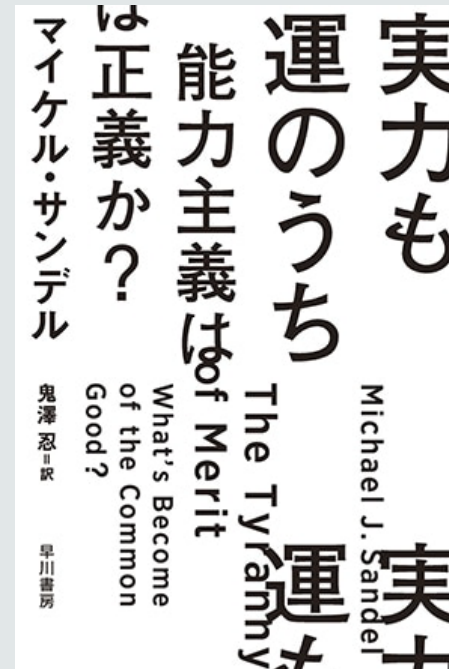 実力も
運のうち
能力主義は
は正義か？
マイケル・サンデル
Michael J. Sandel
The Tyranny
of Merit
What's Become
of the Common
Good?
鬼澤 忍＝訳
早川書房
実
運